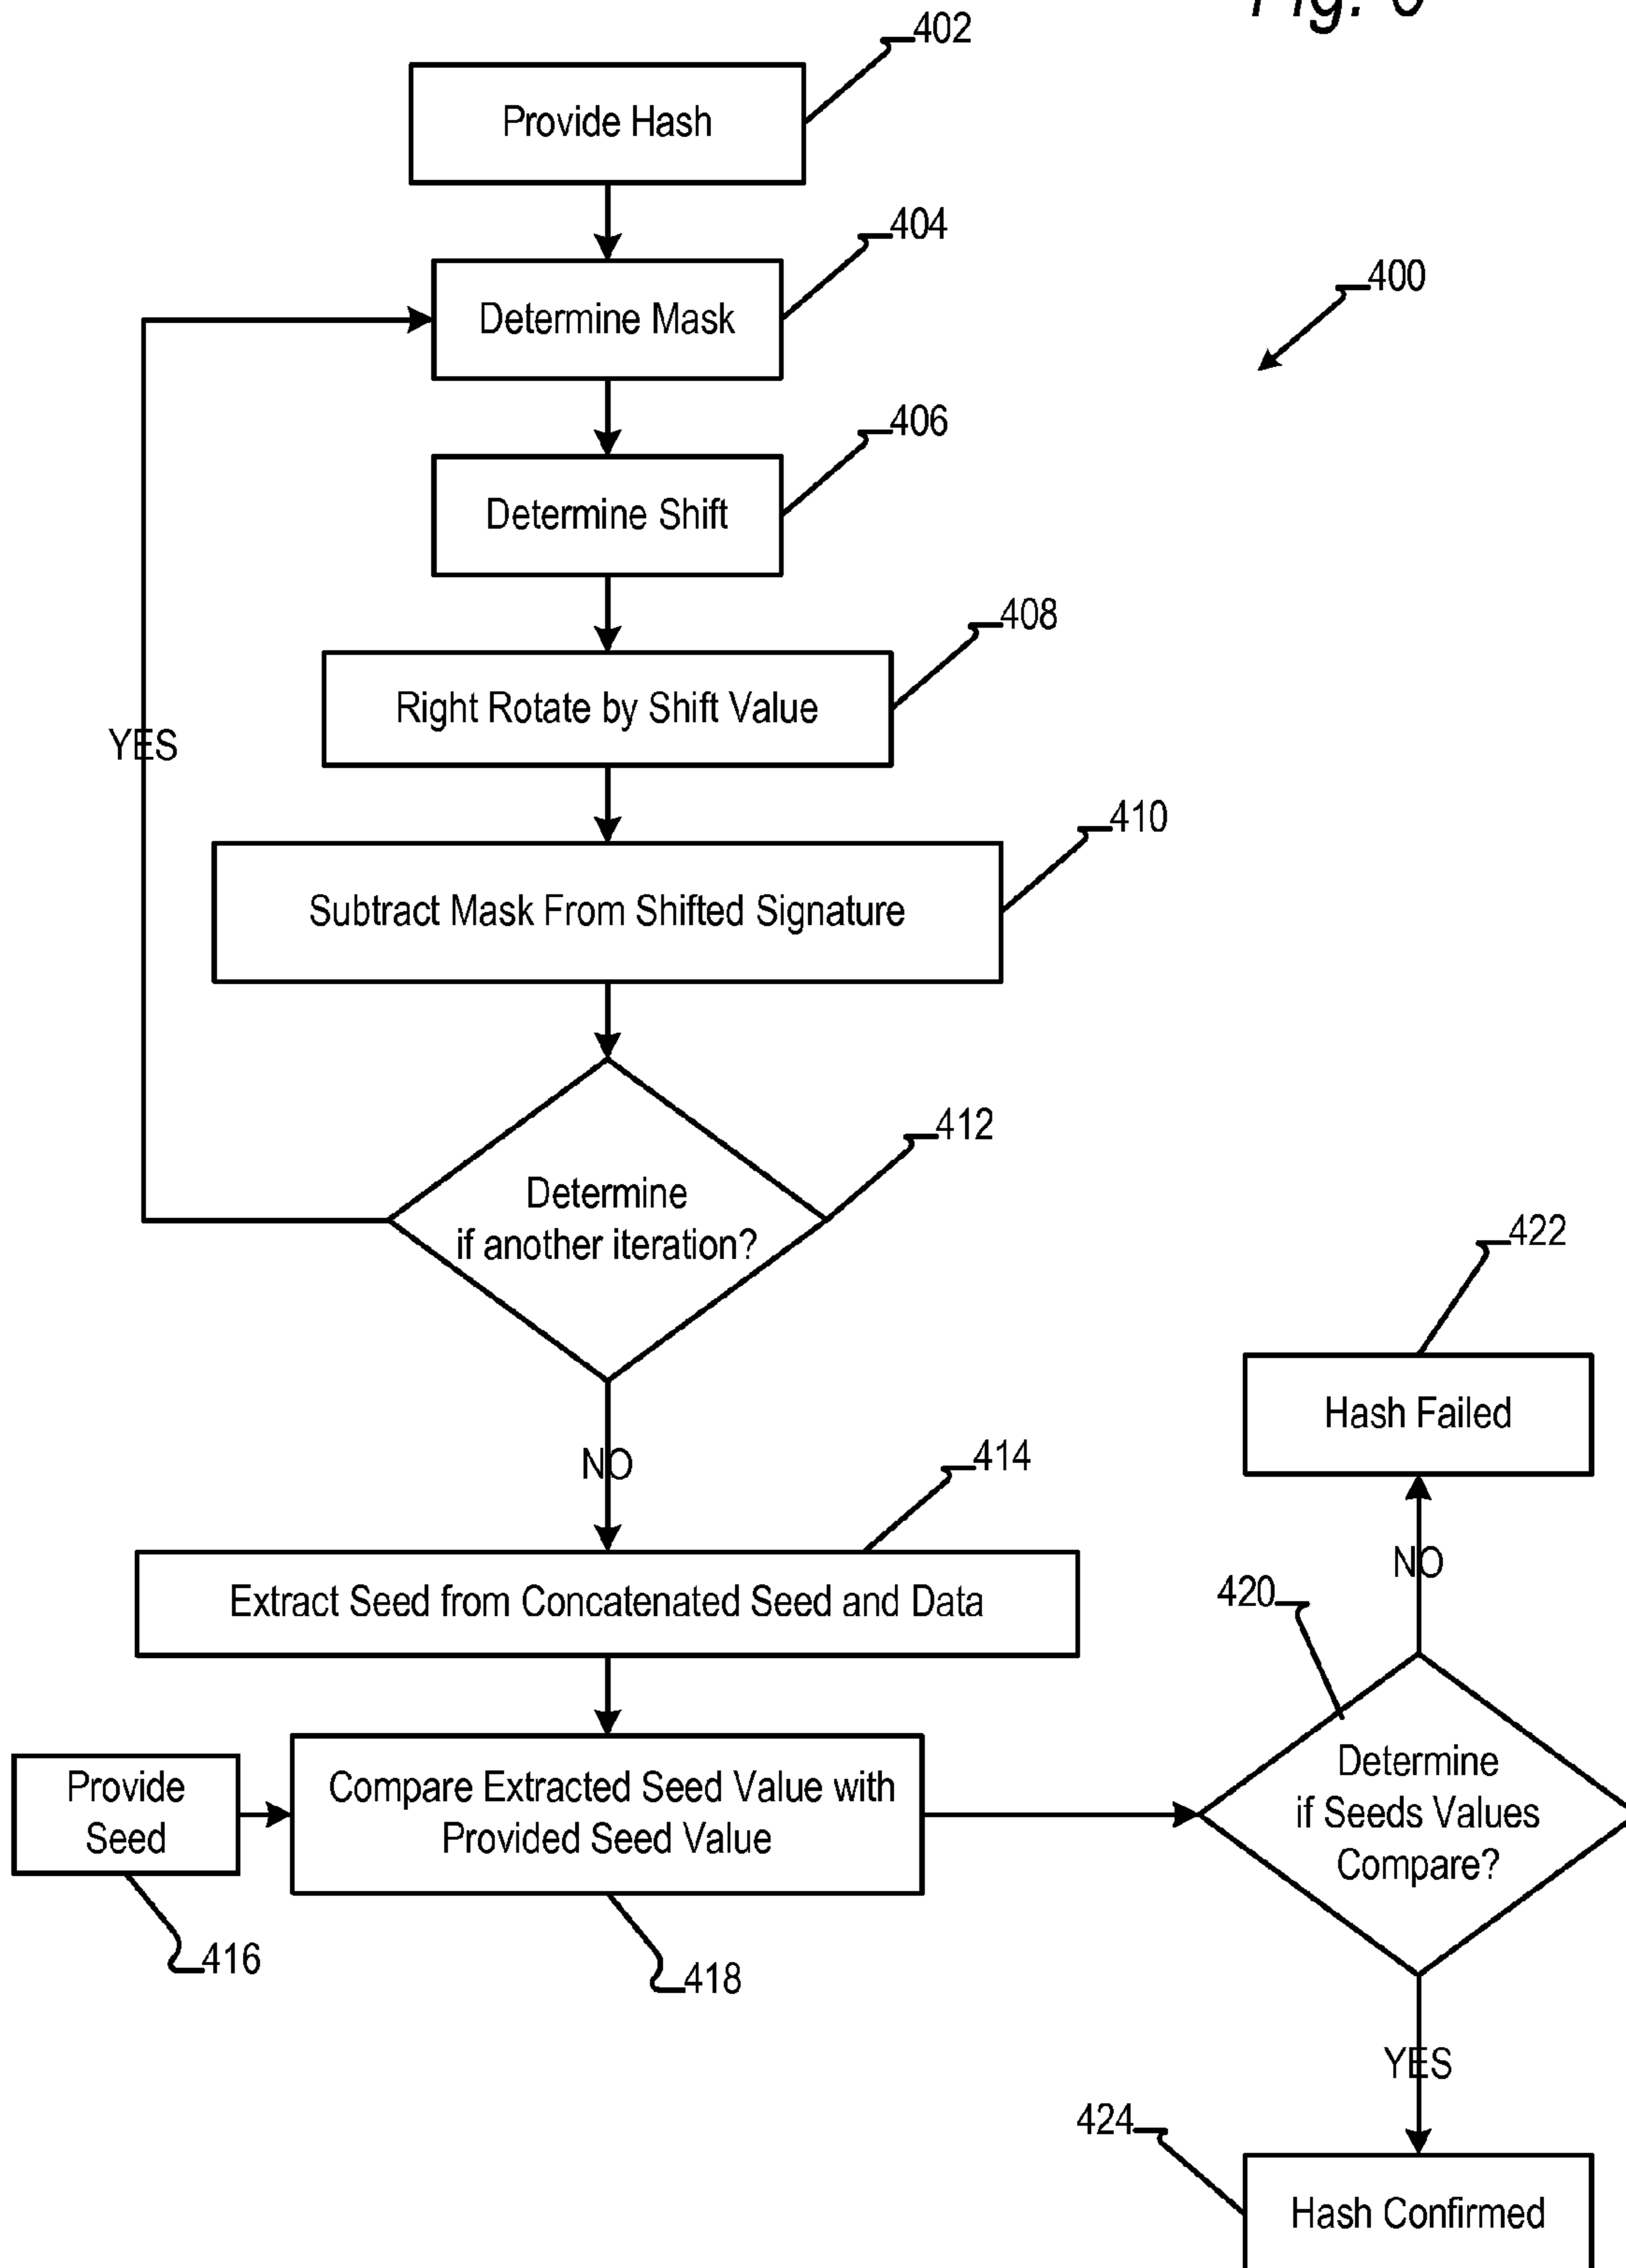 402
Provide Hash
404
Determine Mask
400
406
Determine Shift
408
Right Rotate by Shift Value
YES
410
Subtract Mask From Shifted Signature
412
Determine
if another iteration?
422
Hash Failed
NO
414
NO
Extract Seed from Concatenated Seed and Data
420
Provide
Seed
Compare Extracted Seed Value with
Provided Seed Value
Determine
if Seeds Values
Compare?
416
418
YES
424
Hash Confirmed